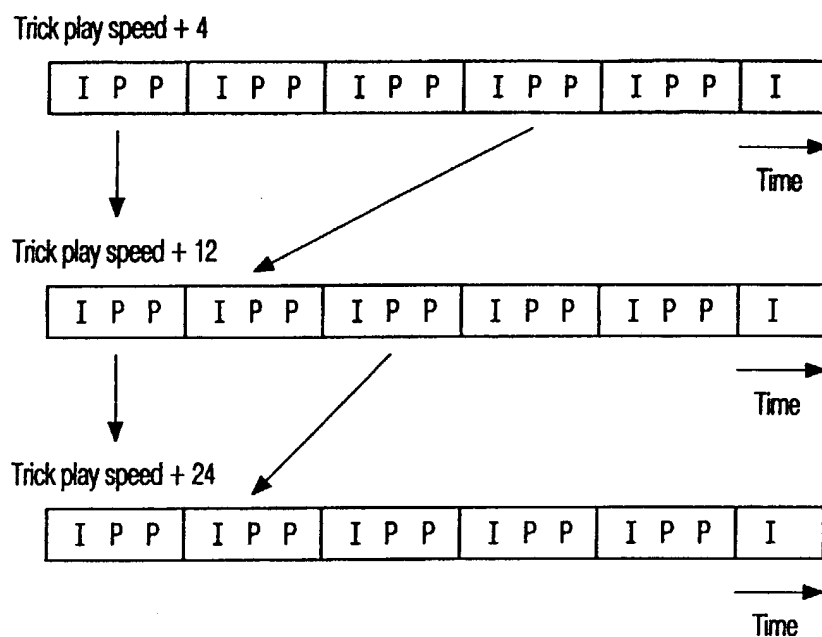 Trick play speed + 4
I P P I P P I P P I P P I P P I
Time
Trick play speed + 12
I P P I P P I P P I P P I P P I
Time
Trick play speed + 24
I P P I P P I P P I P P I P P I
Time